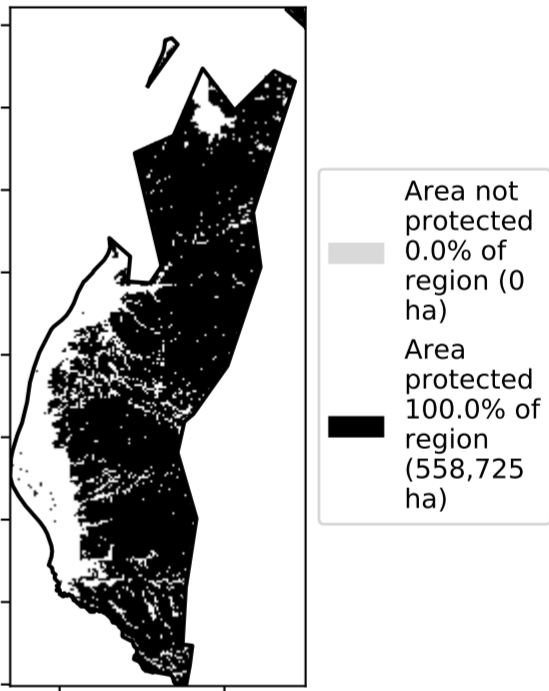 Area not
protected
0.0% of
region (0
ha)
Area
protected
100.0% of
region
(558,725
ha)